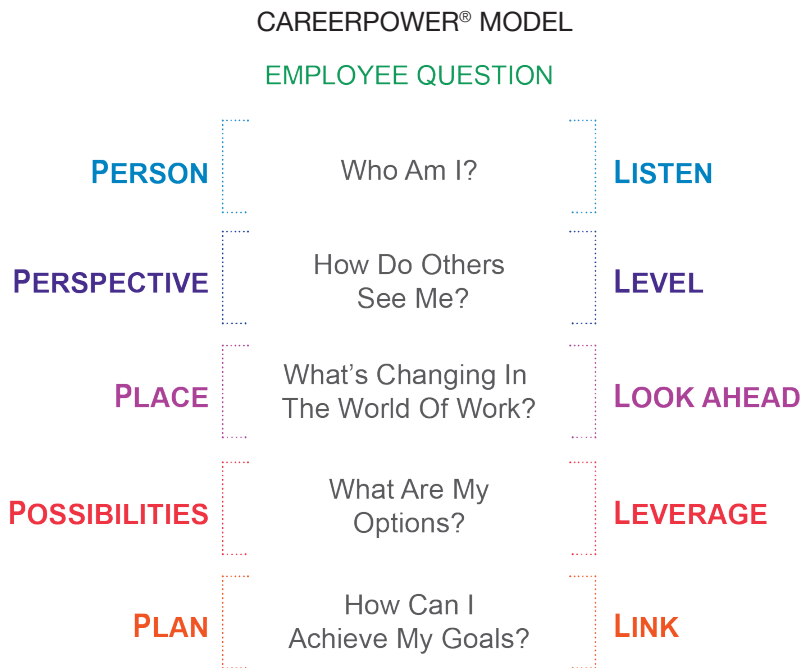 CAREERPOWER® MODEL
EMPLOYEE QUESTION
PERSON
Who Am I?
LISTEN
PERSPECTIVE
How Do Others
See Me?
LEVEL
PLACE
What’s Changing In
The World Of Work?
LOOK AHEAD
POSSIBILITIES
What Are My
Options?
LEVERAGE
PLAN
How Can I
Achieve My Goals?
LINK